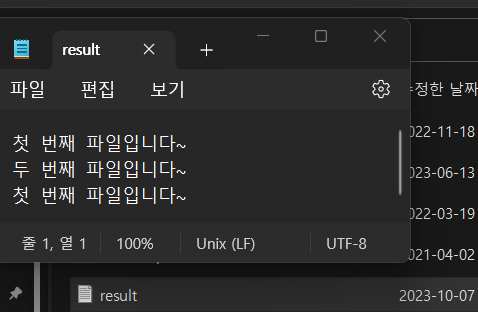 result
파일 편집 보기
첫 번째 파일입니다~
두 번째 파일입니다~
첫 번째 파일입니다~
줄 1, 열 1 100% Unix (LF) UTF-8
수정한 날짜
2022-11-18
2023-06-13
2022-03-19
2021-04-02
result 2023-10-07